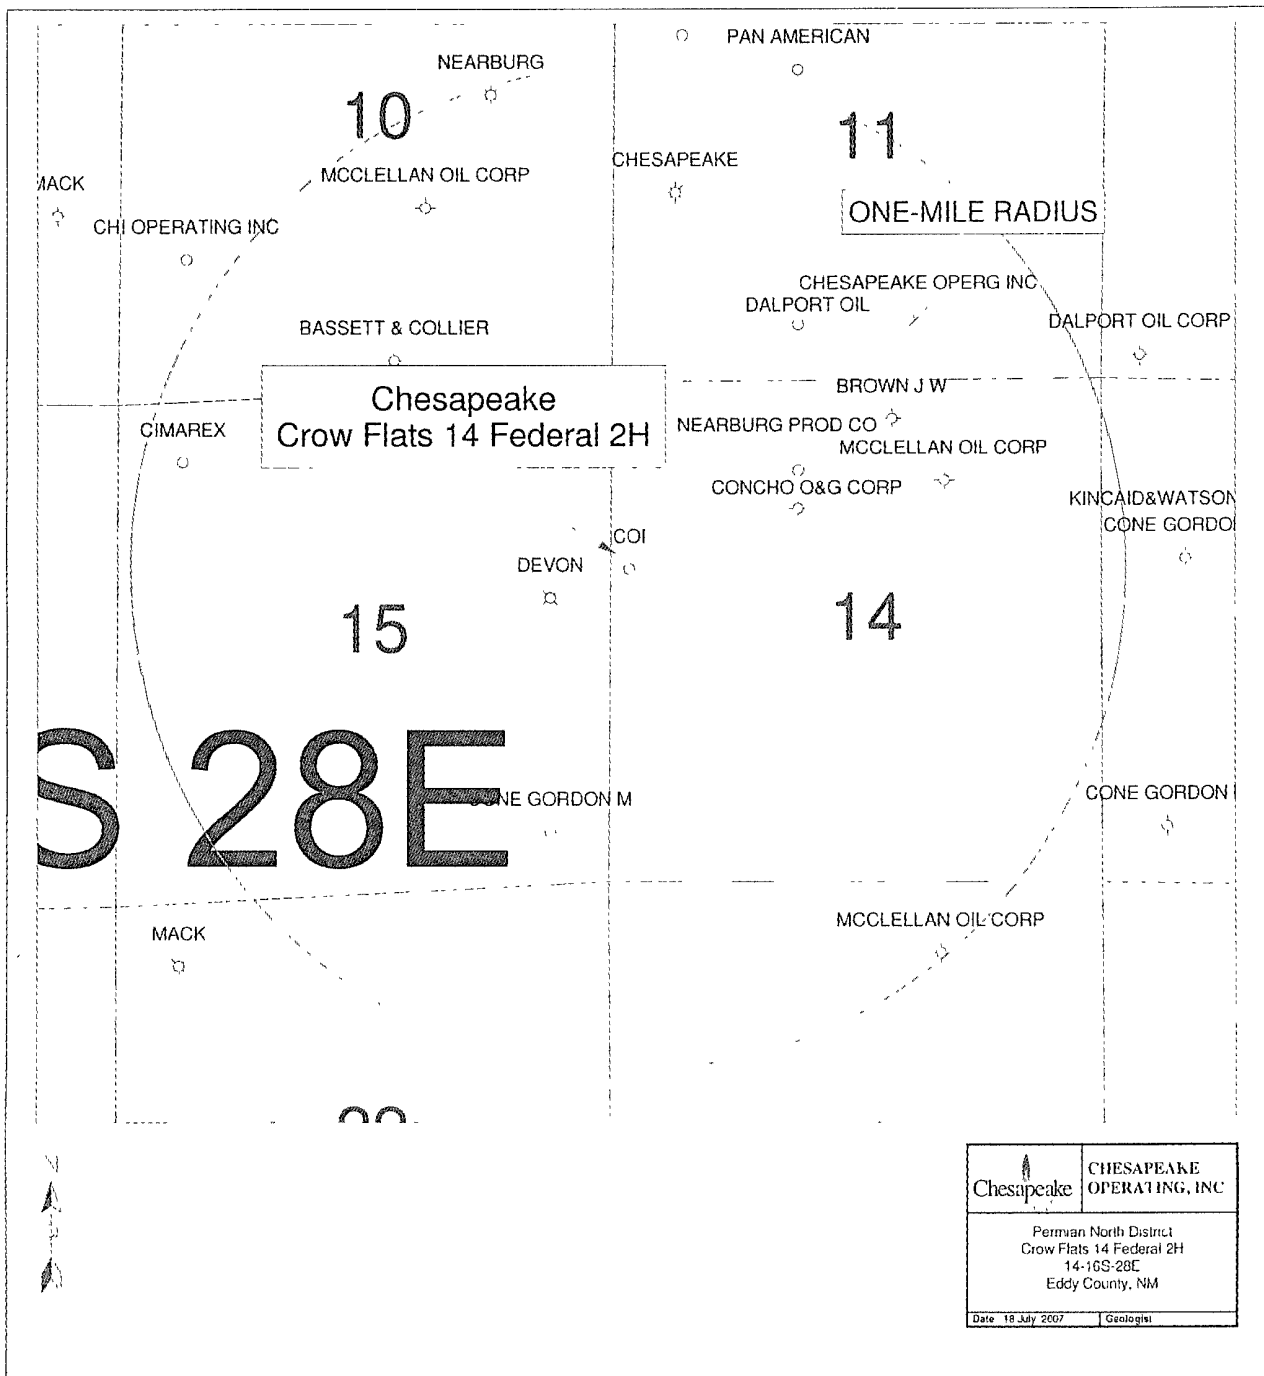 PAN AMERICAN
NEARBURG
10
11
CHESAPEAKE
MCCLELLAN OIL CORP
MACK
ONE-MILE RADIUS
CHI OPERATING INC
CHESAPEAKE OPERG INC
DALPORT OIL
DALPORT OIL CORP
BASSETT & COLLIER
BROWN J W
Chesapeake
Crow Flats 14 Federal 2H
CIMAREX
NEARBURG PROD CO
MCCLELLAN OIL CORP
CONCHO O&G CORP
KINCAID&WATSON
CONE GORDO
COI
DEVON
15
14
S 28E
CONE GORDON M
CONE GORDON
MACK
MCCLELLAN OIL CORP
Chesapeake
CHESAPEAKE
OPERATING, INC
Permian North District
Crow Flats 14 Federal 2H
14-16S-28E
Eddy County, NM
Date 18 July 2007
Geologist